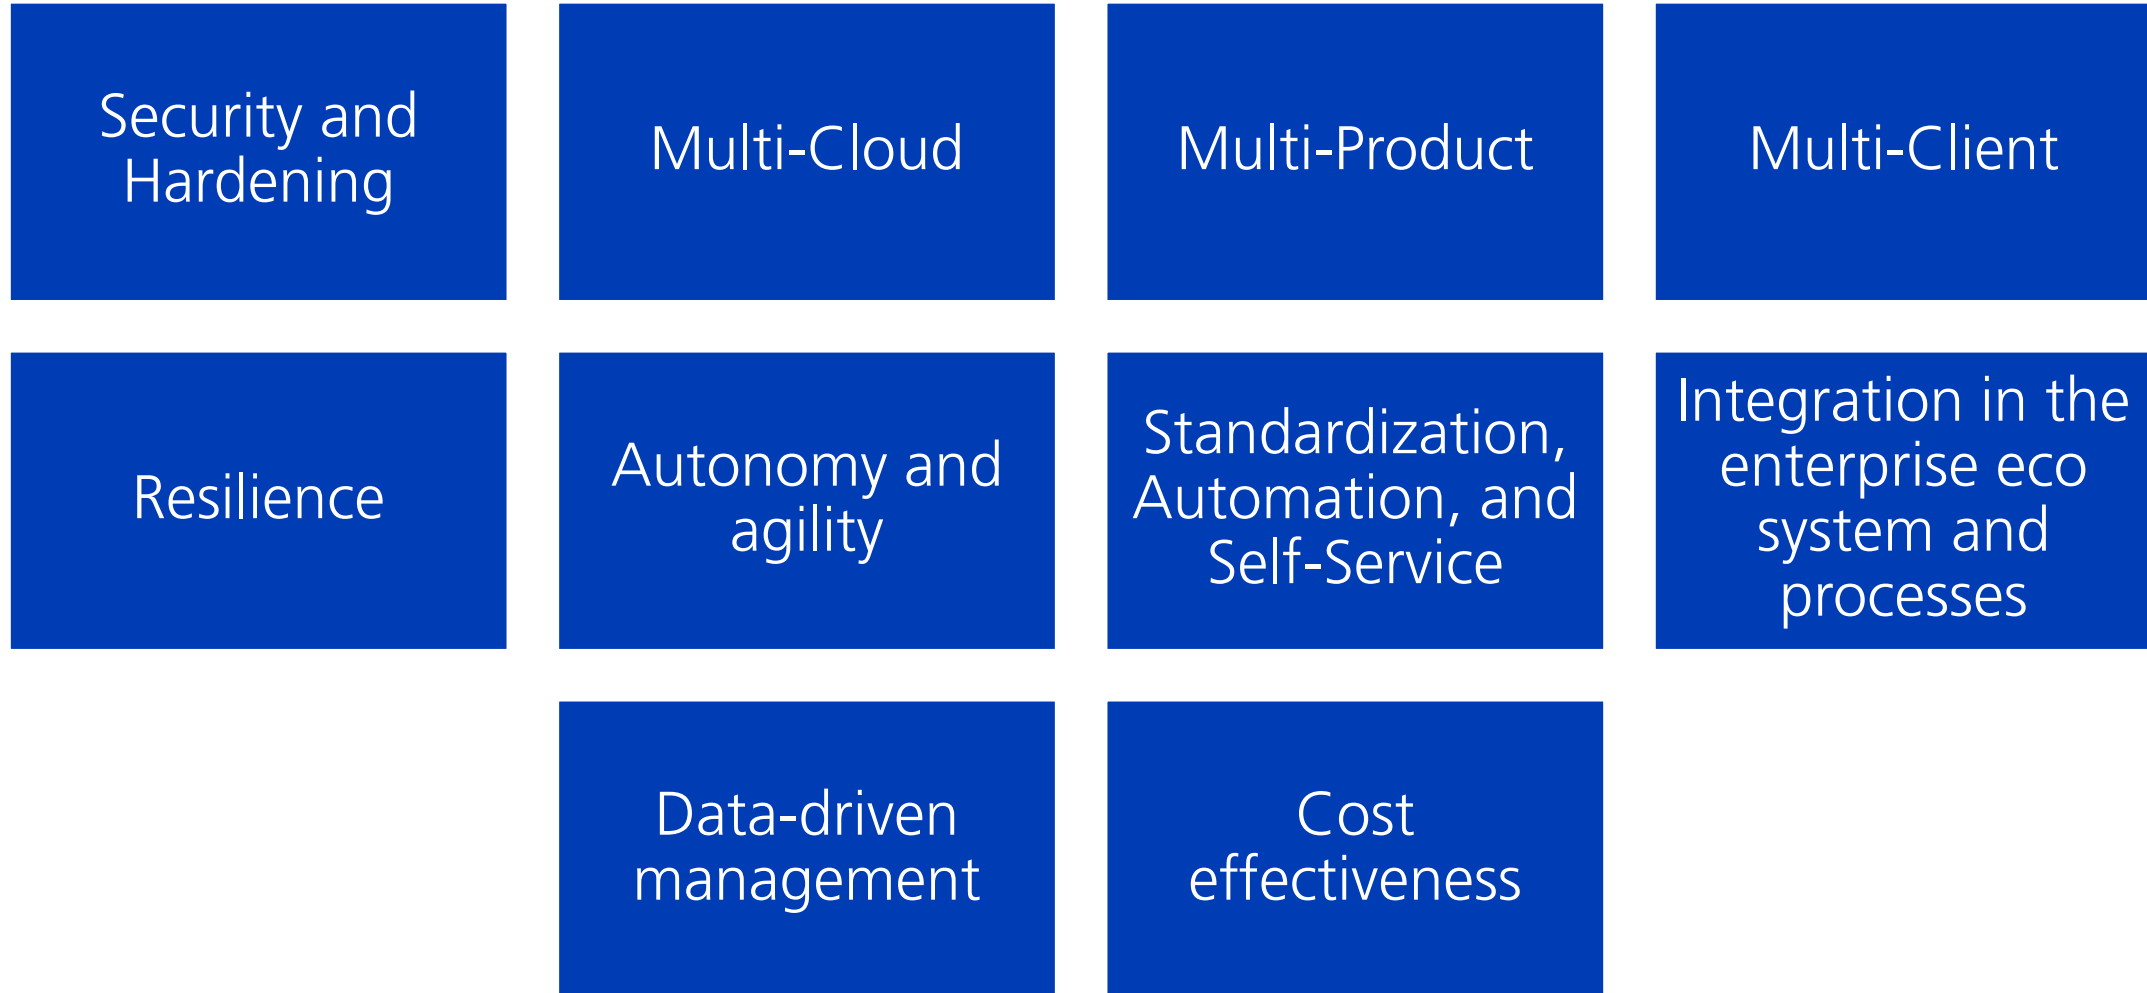 Security and
Hardening
Multi-Cloud
Multi-Product
Multi-Client
Resilience
Autonomy and
agility
Standardization,
Automation, and
Self-Service
Integration in the
enterprise eco
system and
processes
Data-driven
management
Cost
effectiveness